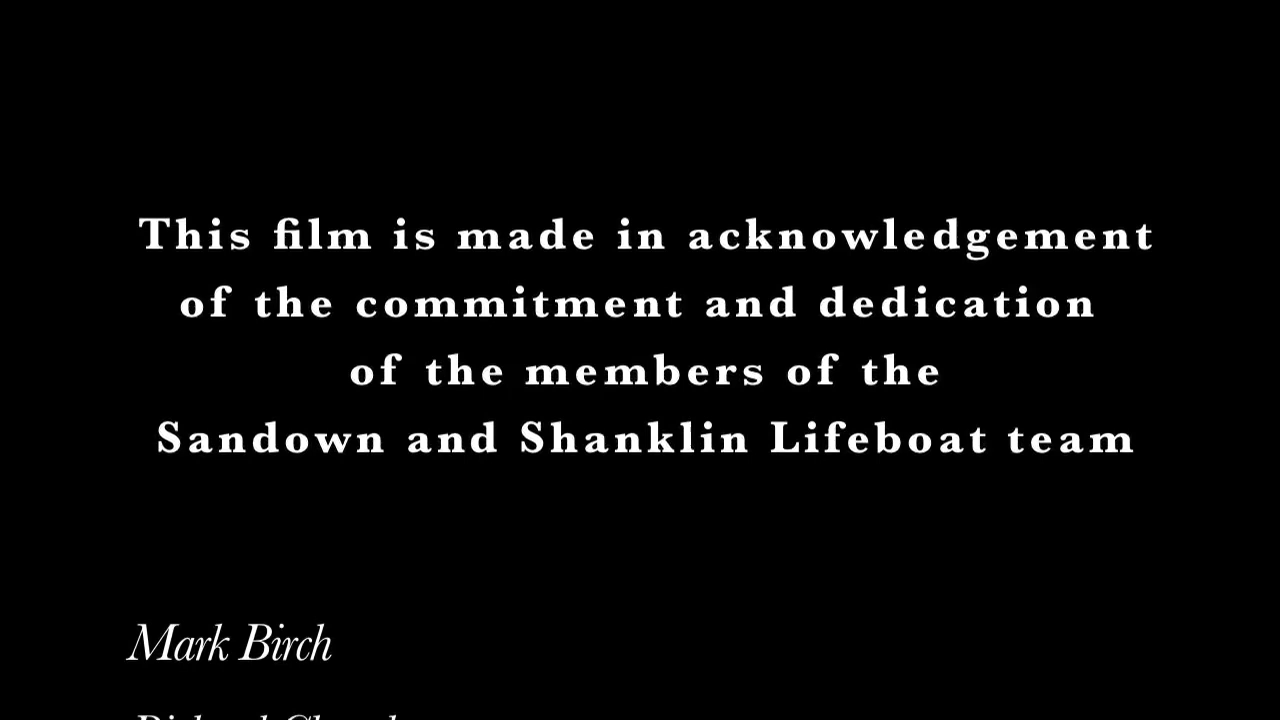 This film is made in acknowledgement
of the commitment and dedication
of the members of the
Sandown and Shanklin Lifeboat team
Mark Birch